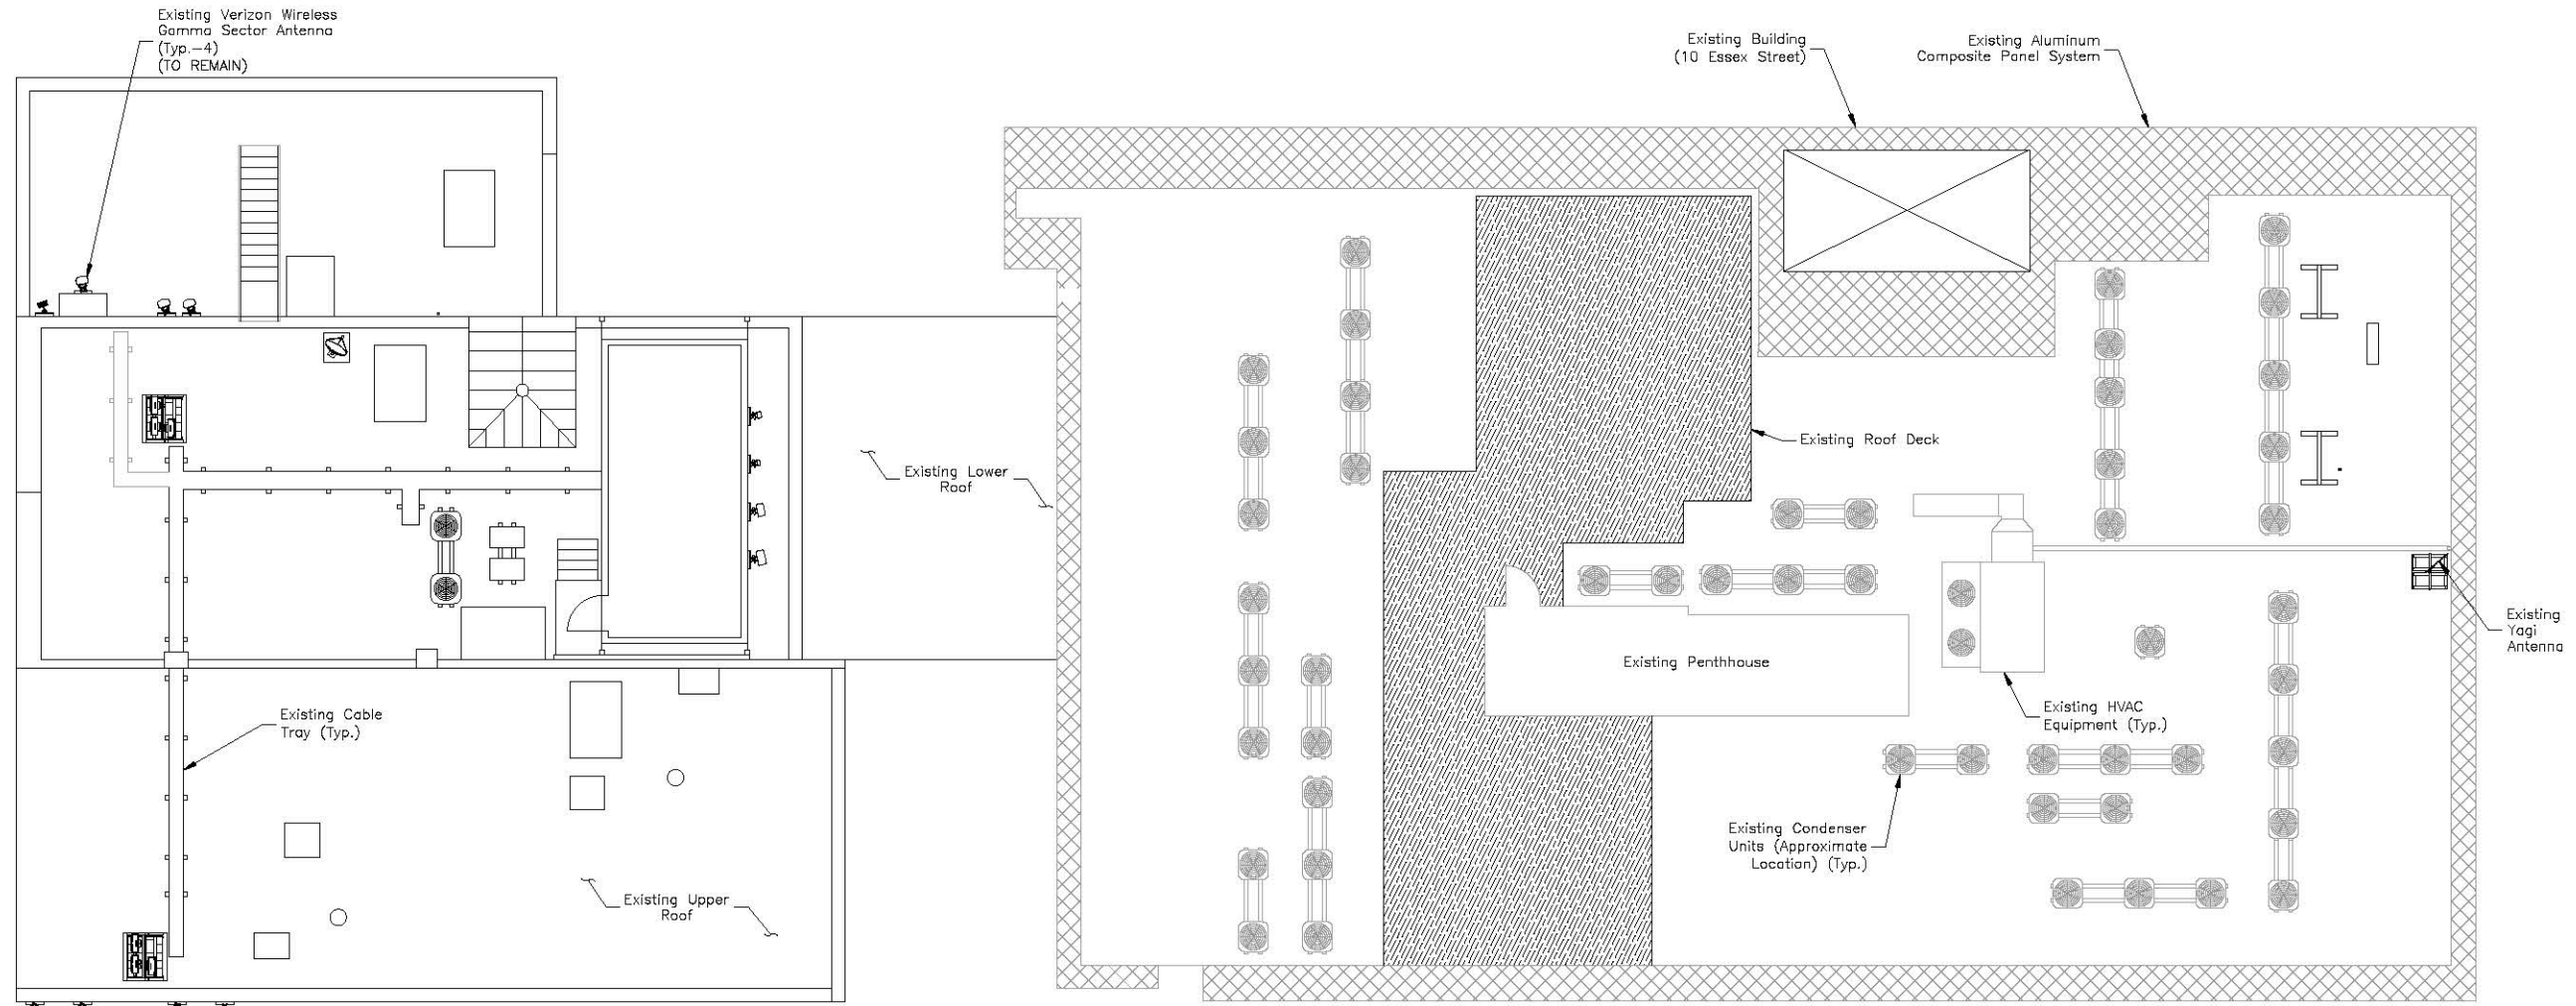 Existing Verizon Wireless
Gamma Sector Antenna
(Typ.-4)
(TO REMAIN)
Existing Building
(10 Essex Street)
Existing Aluminum
Composite Panel System
Existing Roof Deck
Existing Lower
Roof
Existing
Yagi
Antenna
Existing Penthhouse
Existing Cable
Tray (Typ.)
Existing HVAC
Equipment (Typ.)
Existing Condenser
Units (Approximate
Location) (Typ.)
Existing Upper
Roof